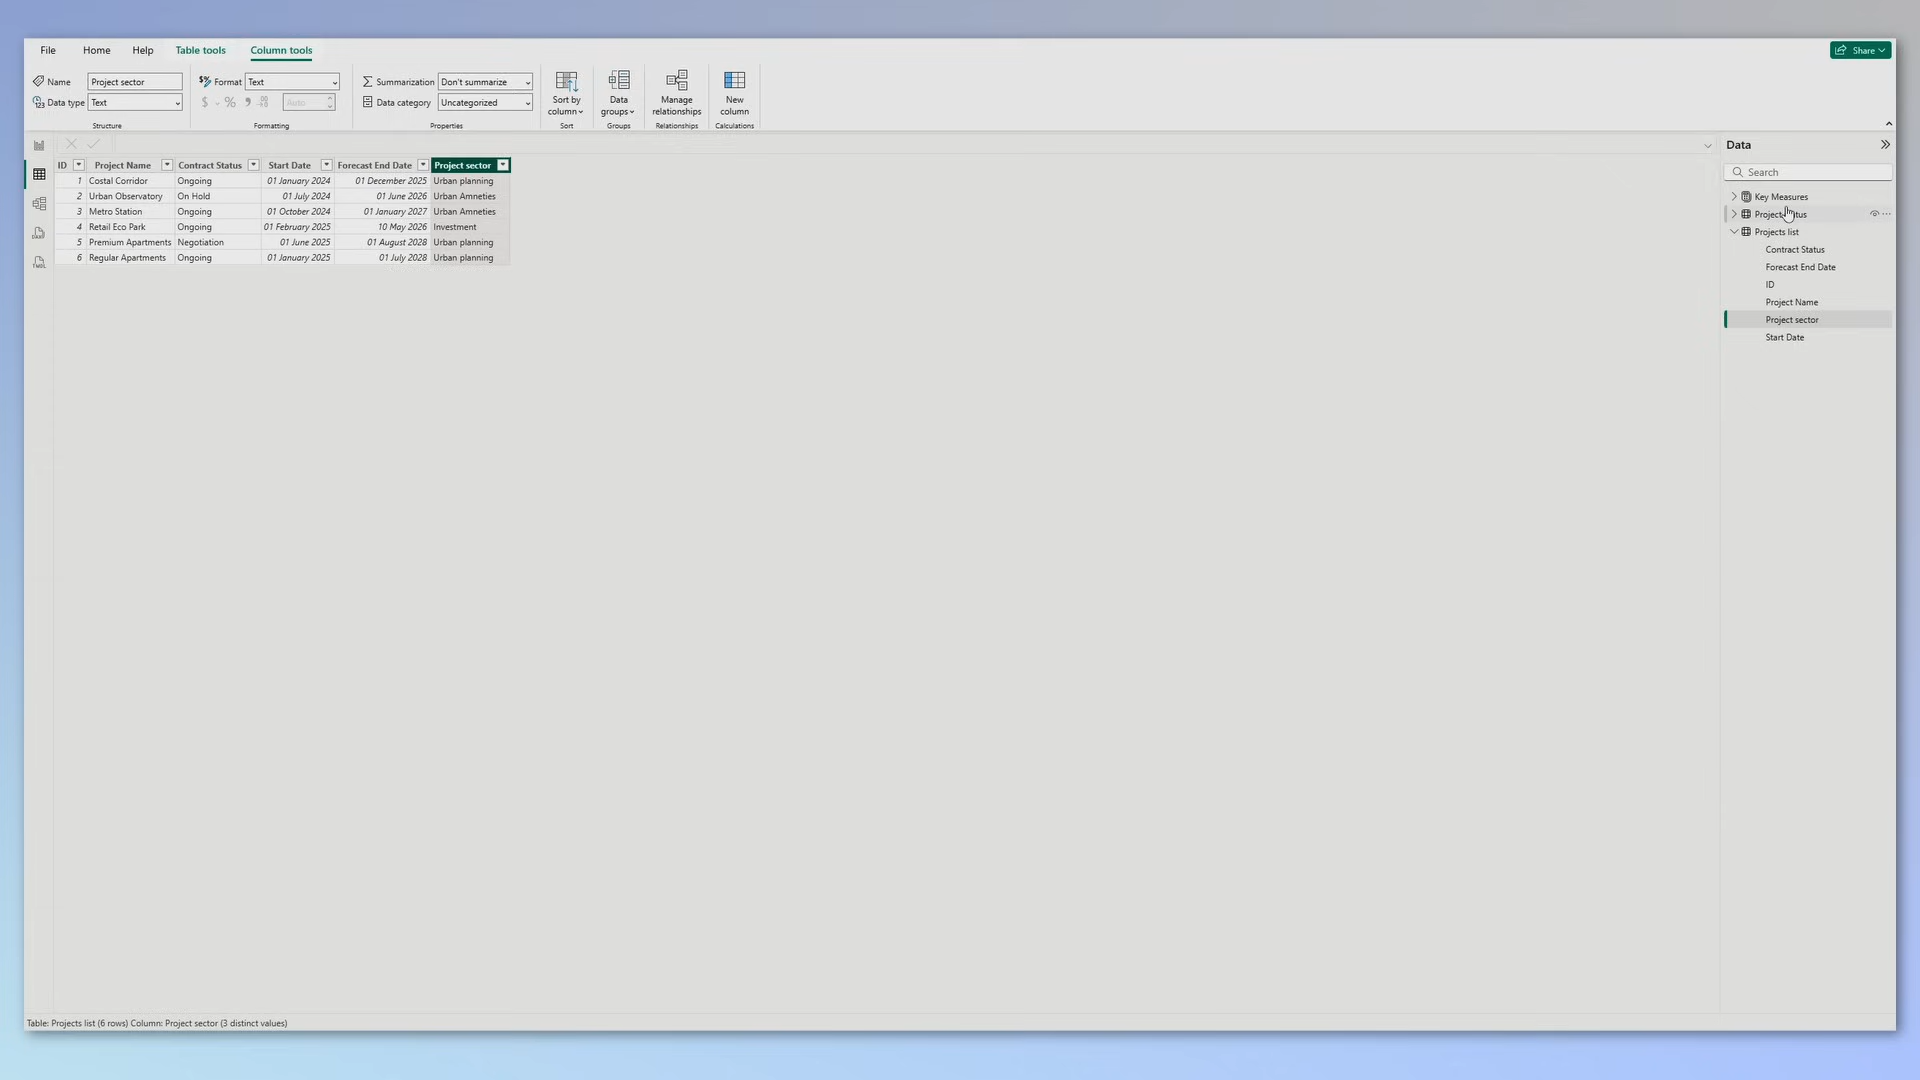 File Home Help Table tools Column tools Share
Name Project sector $% Format Text Summarization Don't summarize
Data type Text $ % Auto Data category Uncategorized
Sort by column Data groups Manage relationships New column
Structure Formatting Properties Sort Groups Relationships Calculations
Data
Search
ID Project Name Contract Status Start Date Forecast End Date Project sector
1 Costal Corridor Ongoing 01 January 2024 01 December 2025 Urban planning
2 Urban Observatory On Hold 01 July 2024 01 June 2026 Urban Amneties
3 Metro Station Ongoing 01 October 2024 01 January 2027 Urban Amneties
4 Retail Eco Park Ongoing 01 February 2025 10 May 2026 Investment
5 Premium Apartments Negotiation 01 June 2025 01 August 2028 Urban planning
6 Regular Apartments Ongoing 01 January 2025 01 July 2028 Urban planning
Key Measures
Projects list
Contract Status
Forecast End Date
ID
Project Name
Project sector
Start Date
Table: Projects list (6 rows) Column: Project sector (3 distinct values)